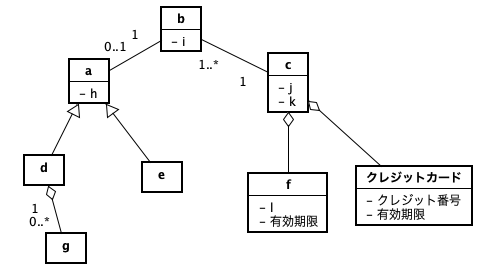 b
- i
1
0..1
1..*
1
a
- h
c
- j
- k
d
e
1
0..*
g
f
- l
- 有効期限
クレジットカード
- クレジット番号
- 有効期限